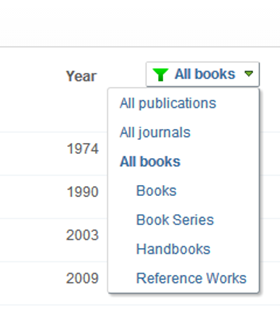 Year
All books
All publications
All journals
1974
All books
1990
Books
Book Series
2003
Handbooks
2009
Reference Works